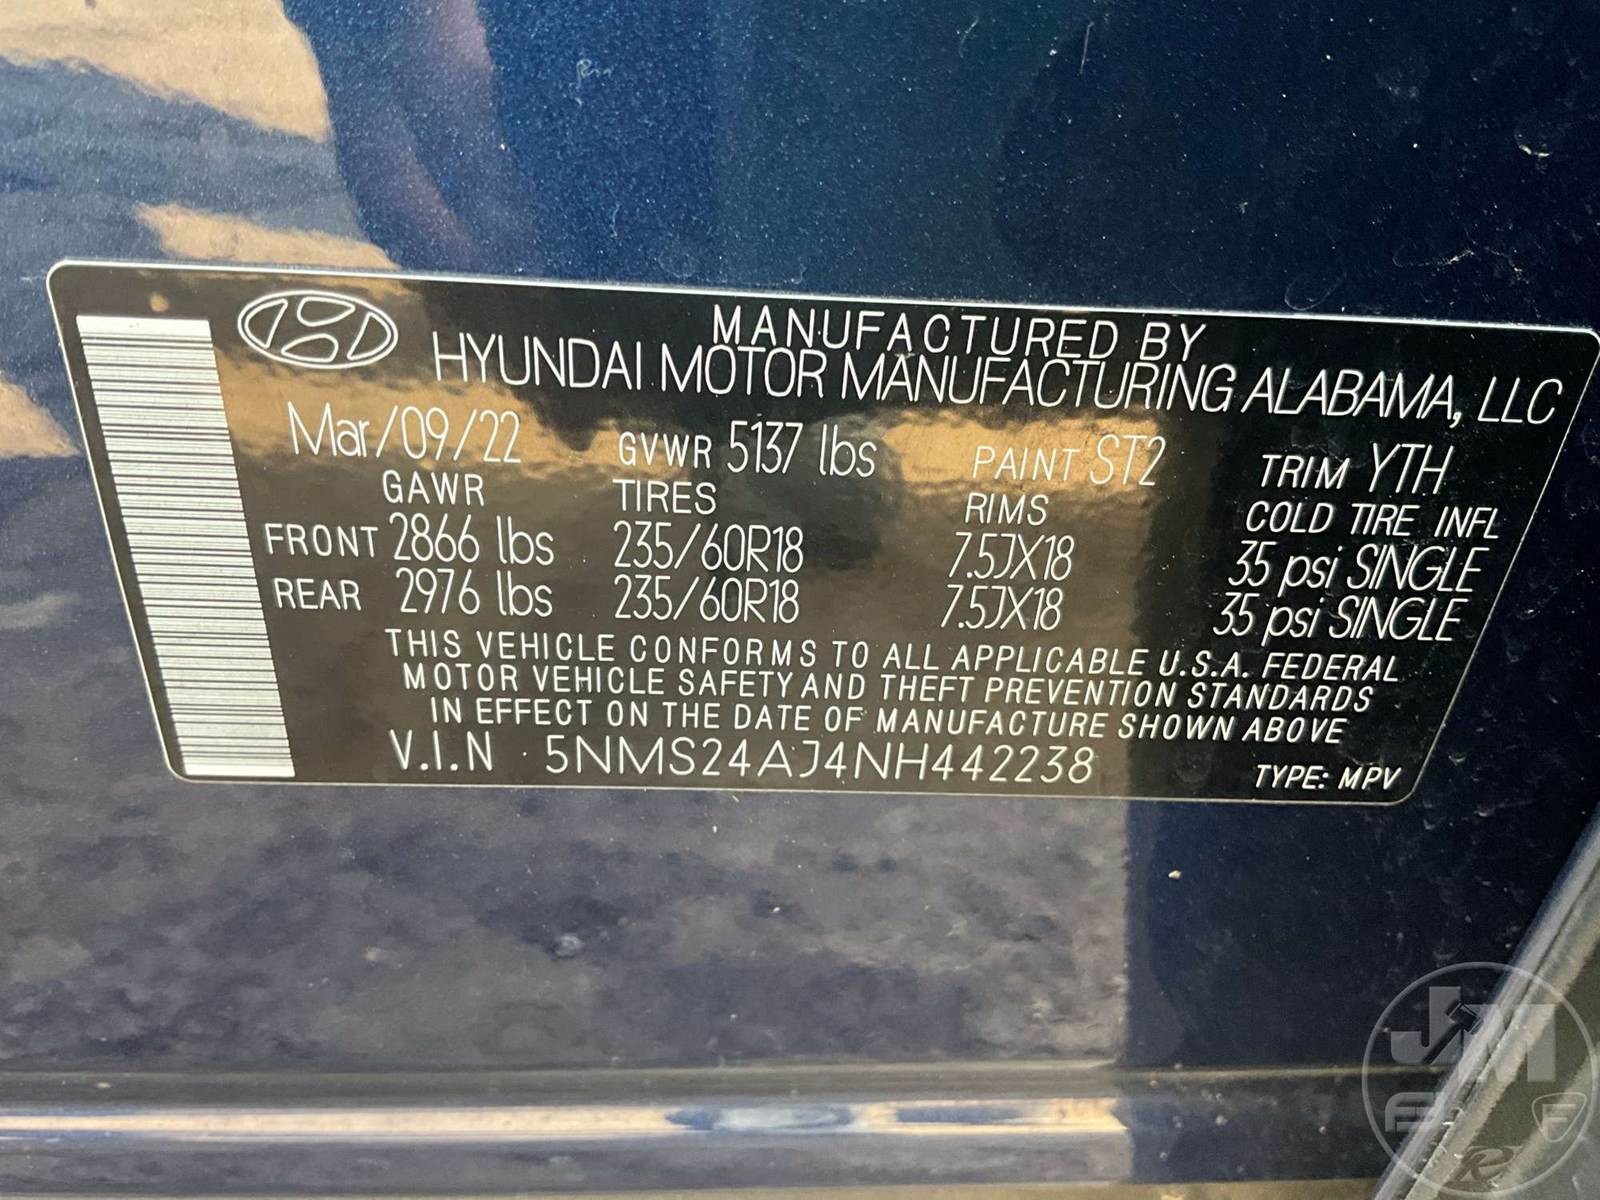 MANUFACTURED BY
HYUNDAI MOTOR MANUFACTURING ALABAMA, LLC
Mar/09/22 GVWR 5137 lbs PAINT ST2 TRIM YTH
GAWR TIRES RIMS COLD TIRE INFL
FRONT 2866 lbs 235/60R18 7.5JX18 35 psi SINGLE
REAR 2976 lbs 235/60R18 7.5JX18 35 psi SINGLE
THIS VEHICLE CONFORMS TO ALL APPLICABLE U.S.A. FEDERAL
MOTOR VEHICLE SAFETY AND THEFT PREVENTION STANDARDS
IN EFFECT ON THE DATE OF MANUFACTURE SHOWN ABOVE
V.I.N 5NMS24AJ4NH442238 TYPE: MPV
JM